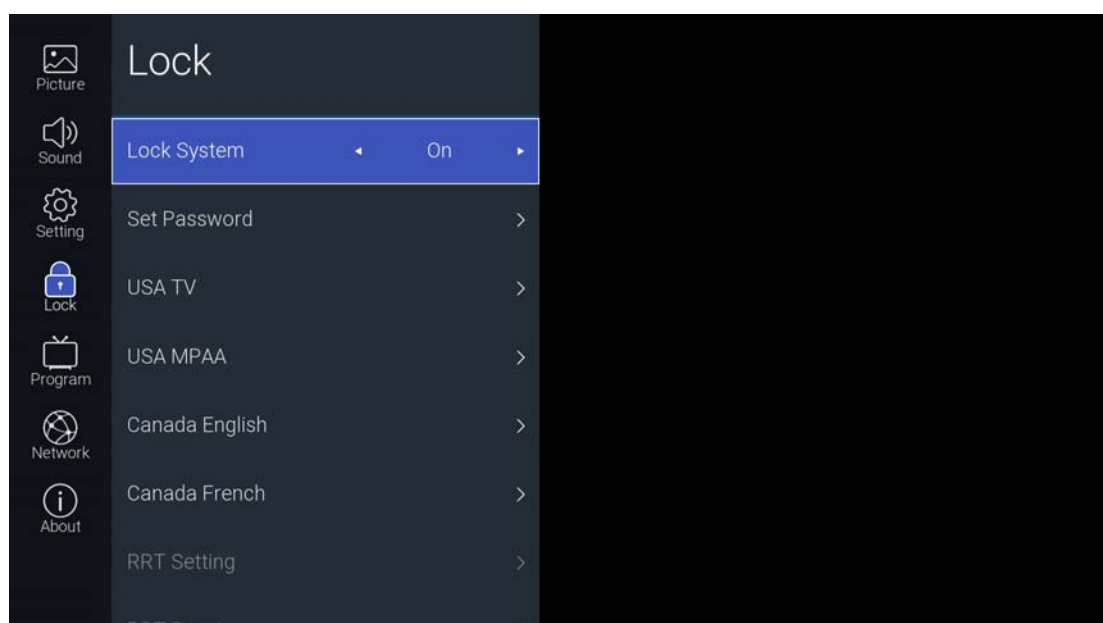 Picture
Sound
Setting
Lock
Program
Network
About
Lock
Lock System On
Set Password
USA TV
USA MPAA
Canada English
Canada French
RRT Setting